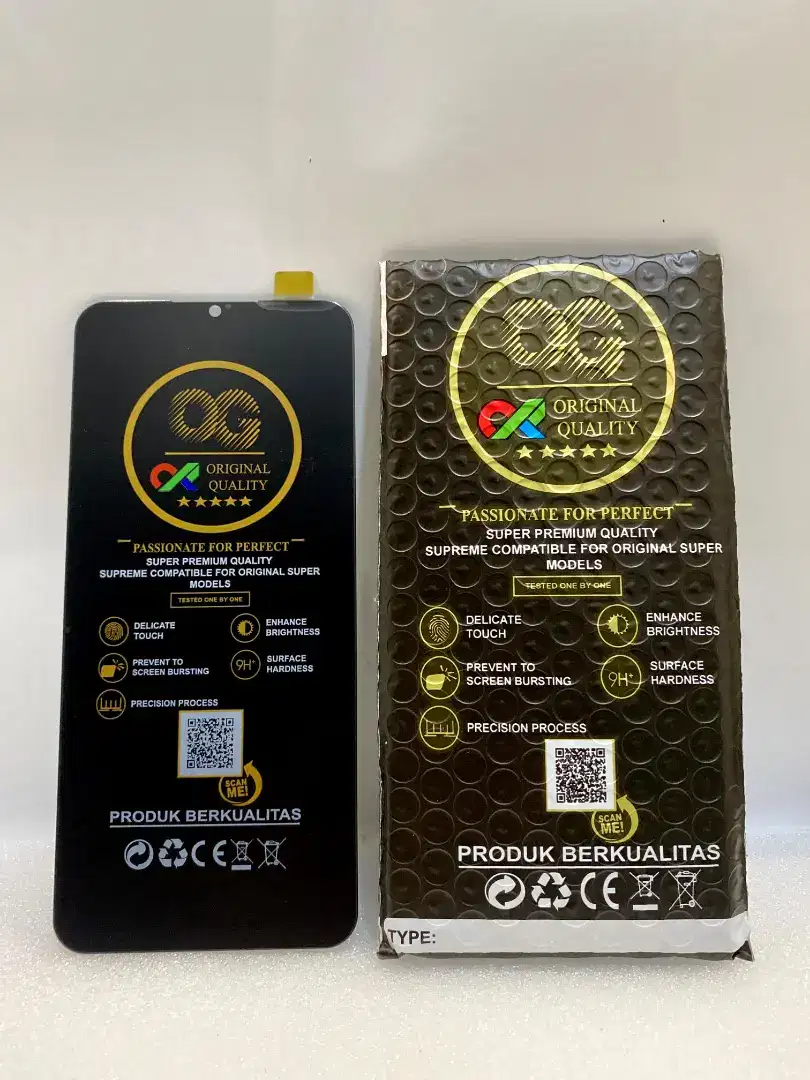 OG
ORIGINAL
QUALITY
PASSIONATE FOR PERFECT
SUPER PREMIUM QUALITY
SUPREME COMPATIBLE FOR ORIGINAL SUPER
MODELS
TESTED ONE BY ONE
DELICATE
TOUCH
ENHANCE
BRIGHTNESS
PREVENT TO
SCREEN BURSTING
9H+
SURFACE
HARDNESS
PRECISION PROCESS
SCAN
ME!
PRODUK BERKUALITAS
CE
OG
ORIGINAL
QUALITY
PASSIONATE FOR PERFECT
SUPER PREMIUM QUALITY
SUPREME COMPATIBLE FOR ORIGINAL SUPER
MODELS
TESTED ONE BY ONE
DELICATE
TOUCH
ENHANCE
BRIGHTNESS
PREVENT TO
SCREEN BURSTING
9H+
SURFACE
HARDNESS
PRECISION PROCESS
SCAN
ME!
PRODUK BERKUALITAS
CE
TYPE: